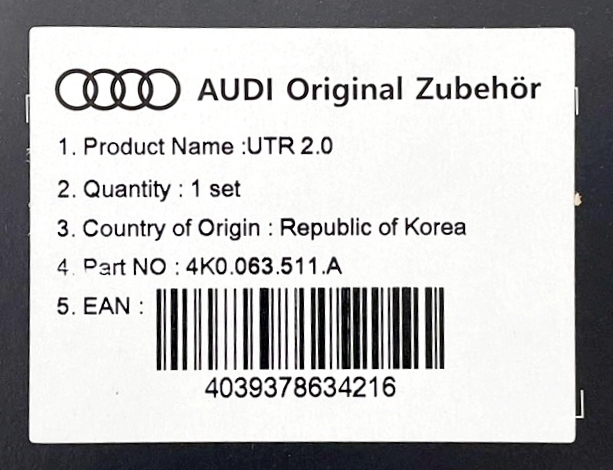 AUDI Original Zubehör
1. Product Name :UTR 2.0
2. Quantity : 1 set
3. Country of Origin : Republic of Korea
4. Part NO : 4K0.063.511.A
5. EAN :
4039378634216